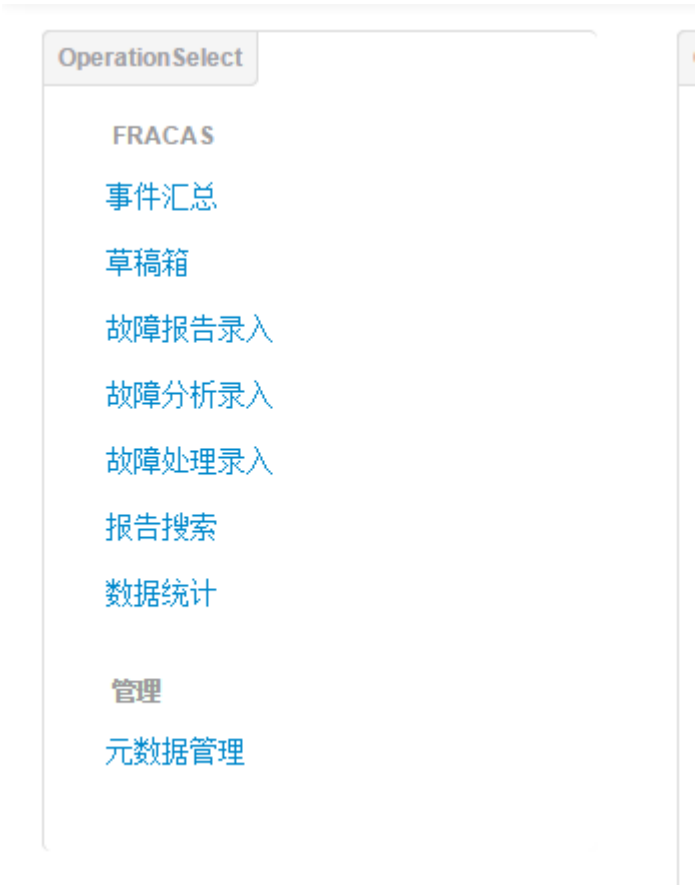 OperationSelect
FRACAS
事件汇总
草稿箱
故障报告录入
故障分析录入
故障处理录入
报告搜索
数据统计
管理
元数据管理